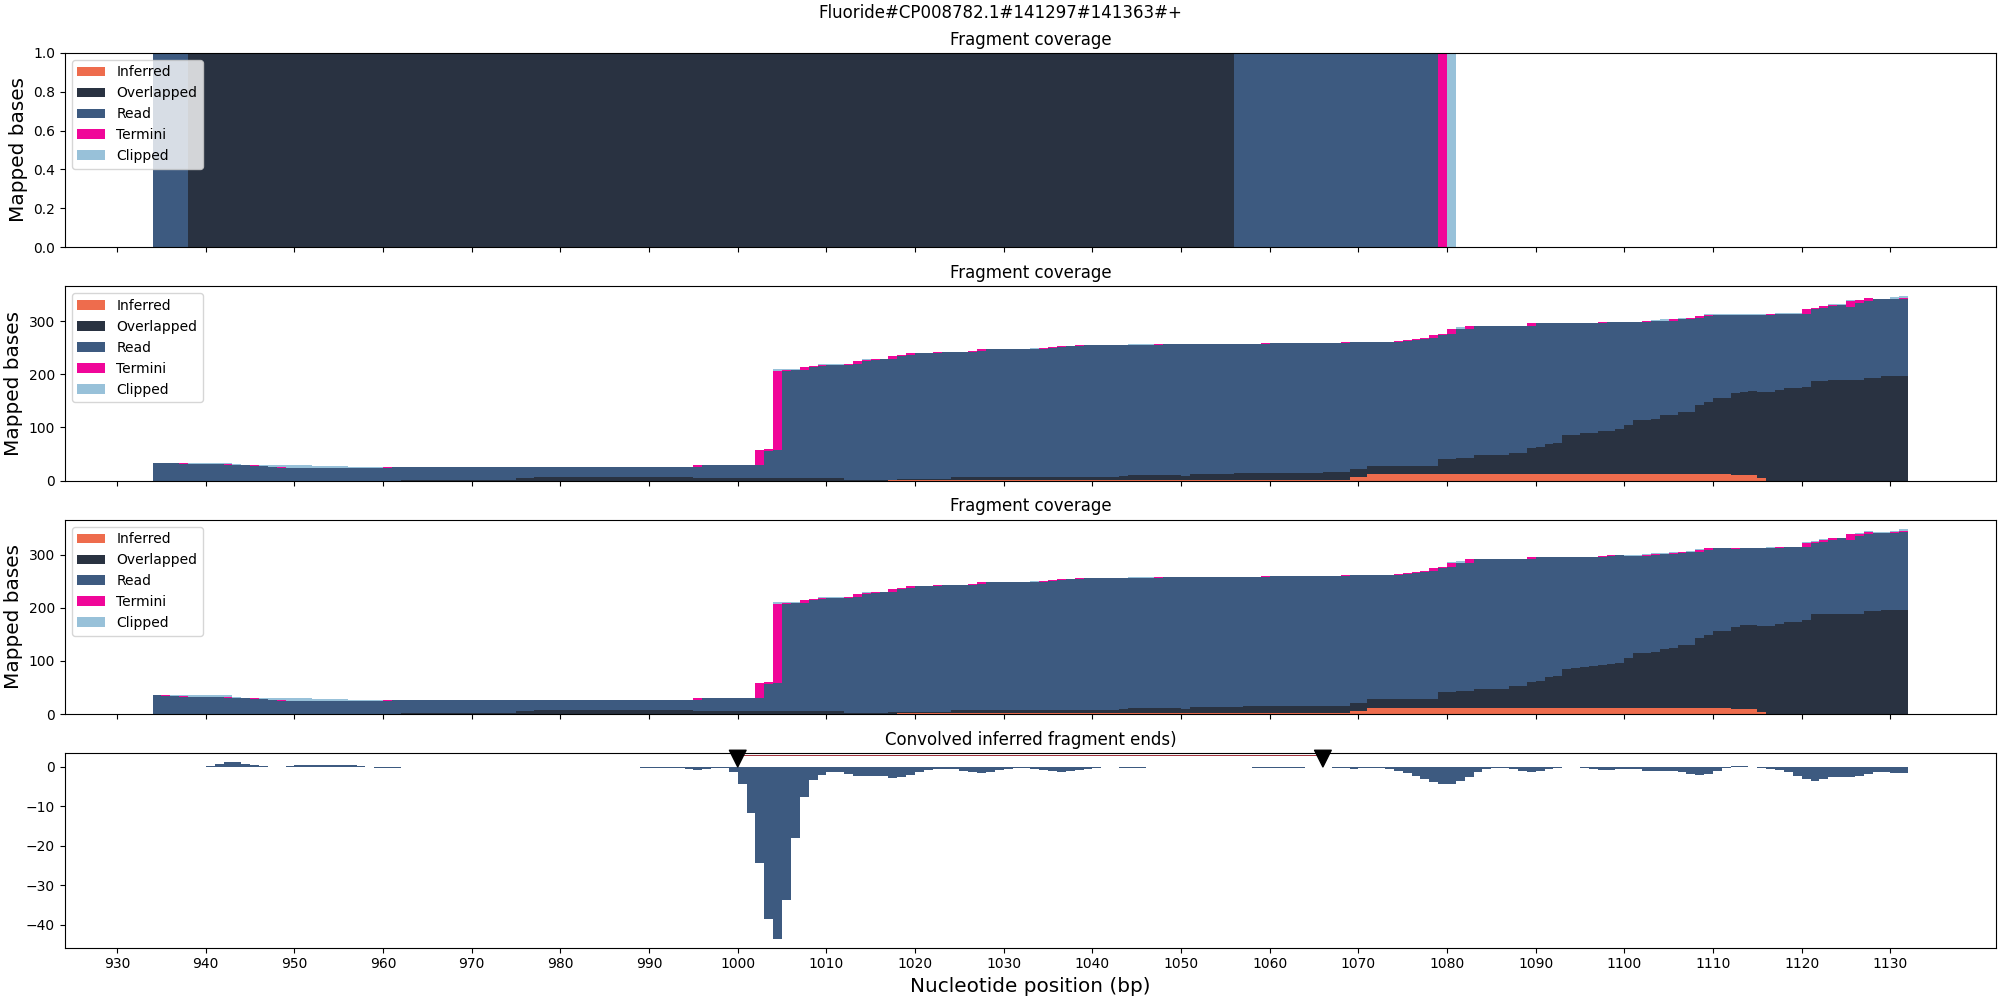 Fluoride#CP008782.1#141297#141363#+
Fragment coverage
Mapped bases
1.0
0.8
0.6
0.4
0.2
0.0
Inferred
Overlapped
Read
Termini
Clipped
Fragment coverage
Mapped bases
300
200
100
0
Inferred
Overlapped
Read
Termini
Clipped
Fragment coverage
Mapped bases
300
200
100
0
Inferred
Overlapped
Read
Termini
Clipped
Convolved inferred fragment ends)
0
−10
−20
−30
−40
930 940 950 960 970 980 990 1000 1010 1020 1030 1040 1050 1060 1070 1080 1090 1100 1110 1120 1130
Nucleotide position (bp)